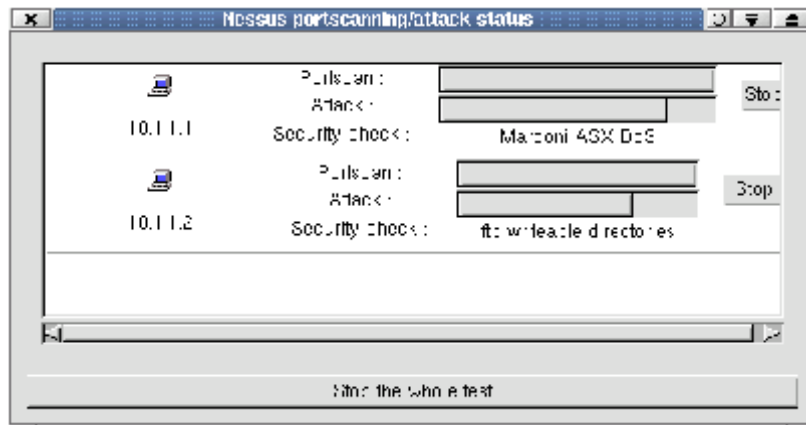 Nessus portscanning/attack status
Portscan :
Attack :
Stop
10.1.1.1
Security check :
Marconi ASX DoS
Portscan :
Attack :
Stop
10.1.1.2
Security check :
ftp writeable directories
Stop the whole test